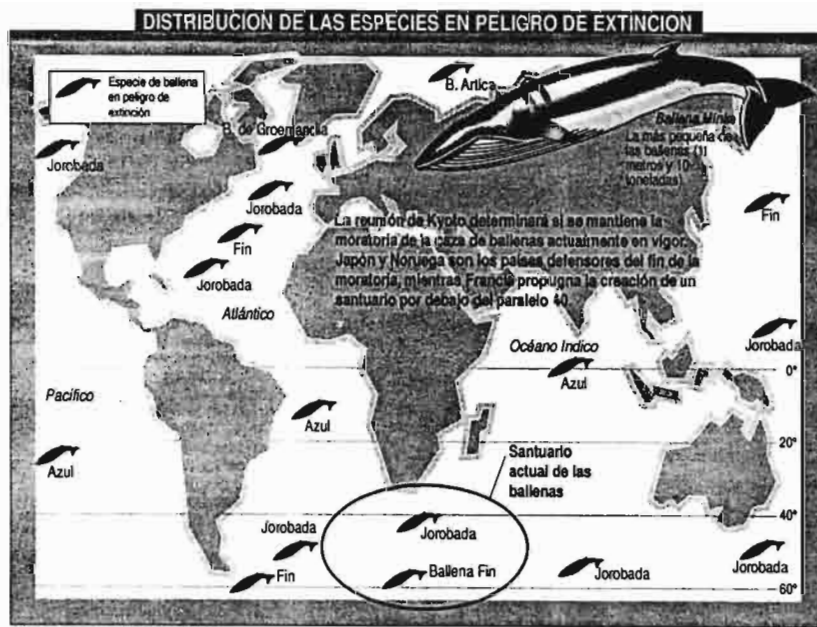 DISTRIBUCION DE LAS ESPECIES EN PELIGRO DE EXTINCION
Especie de ballena
en peligro de
extinción
B. Artica
B. de Groenlandia
Jorobada
Ballena Minke
La más pequeña de
las ballenas (11
metros y 10
toneladas)
Jorobada
Fin
Fin
Jorobada
La reunión de Kyoto determinará si se mantiene la
moratoria de la caza de ballenas actualmente en vigor.
Japón y Noruega son los países defensores del fin de la
moratoria, mientras Francia propugna la creación de un
santuario por debajo del paralelo 40.
Atlántico
Océano Indico
Jorobada
Azul
0°
Pacífico
Azul
Azul
20°
Santuario
actual de las
ballenas
40°
Jorobada
Jorobada
Jorobada
Fin
Ballena Fin
Jorobada
60°